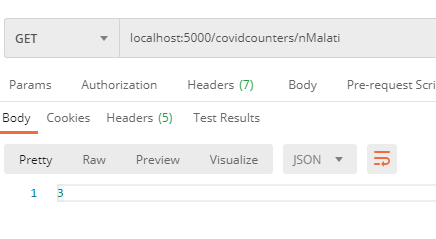 GET localhost:5000/covidcounters/nMalati
Params Authorization Headers (7) Body Pre-request Scri
Body Cookies Headers (5) Test Results
Pretty Raw Preview Visualize JSON
1 3